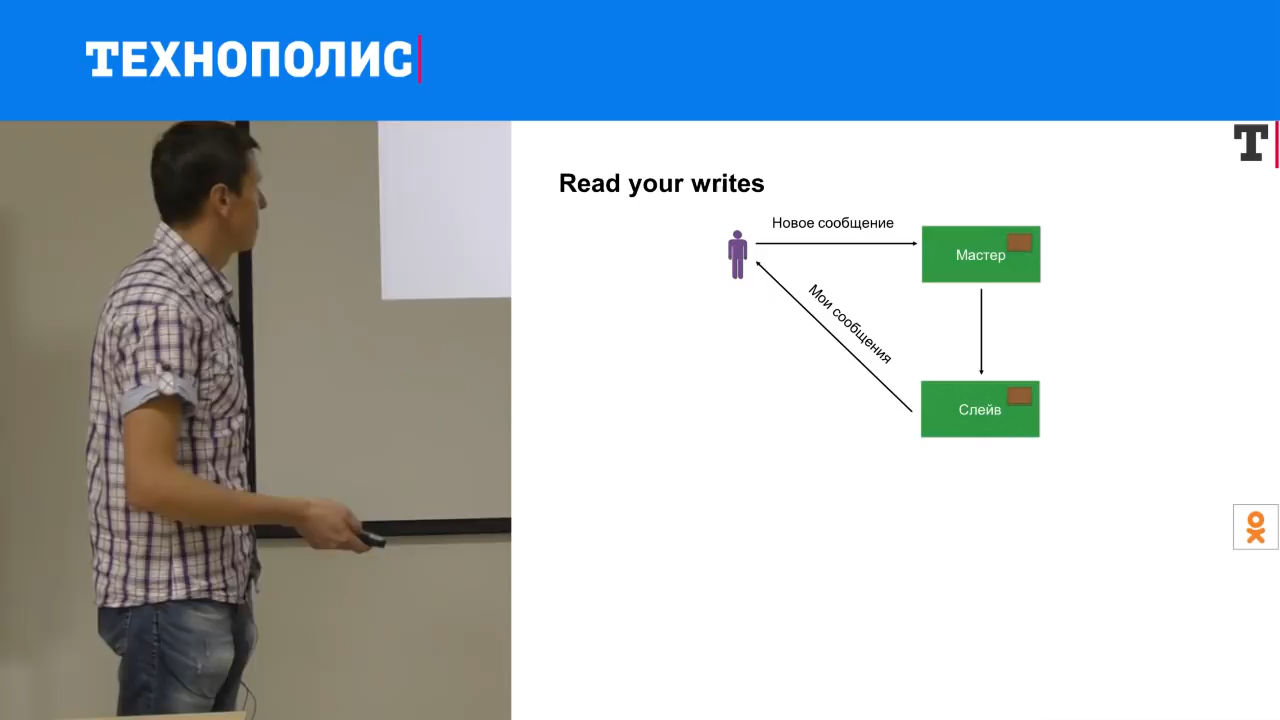 ТЕХНОПОЛИС
T
Read your writes
Новое сообщение
Мастер
Мои сообщения
Слейв